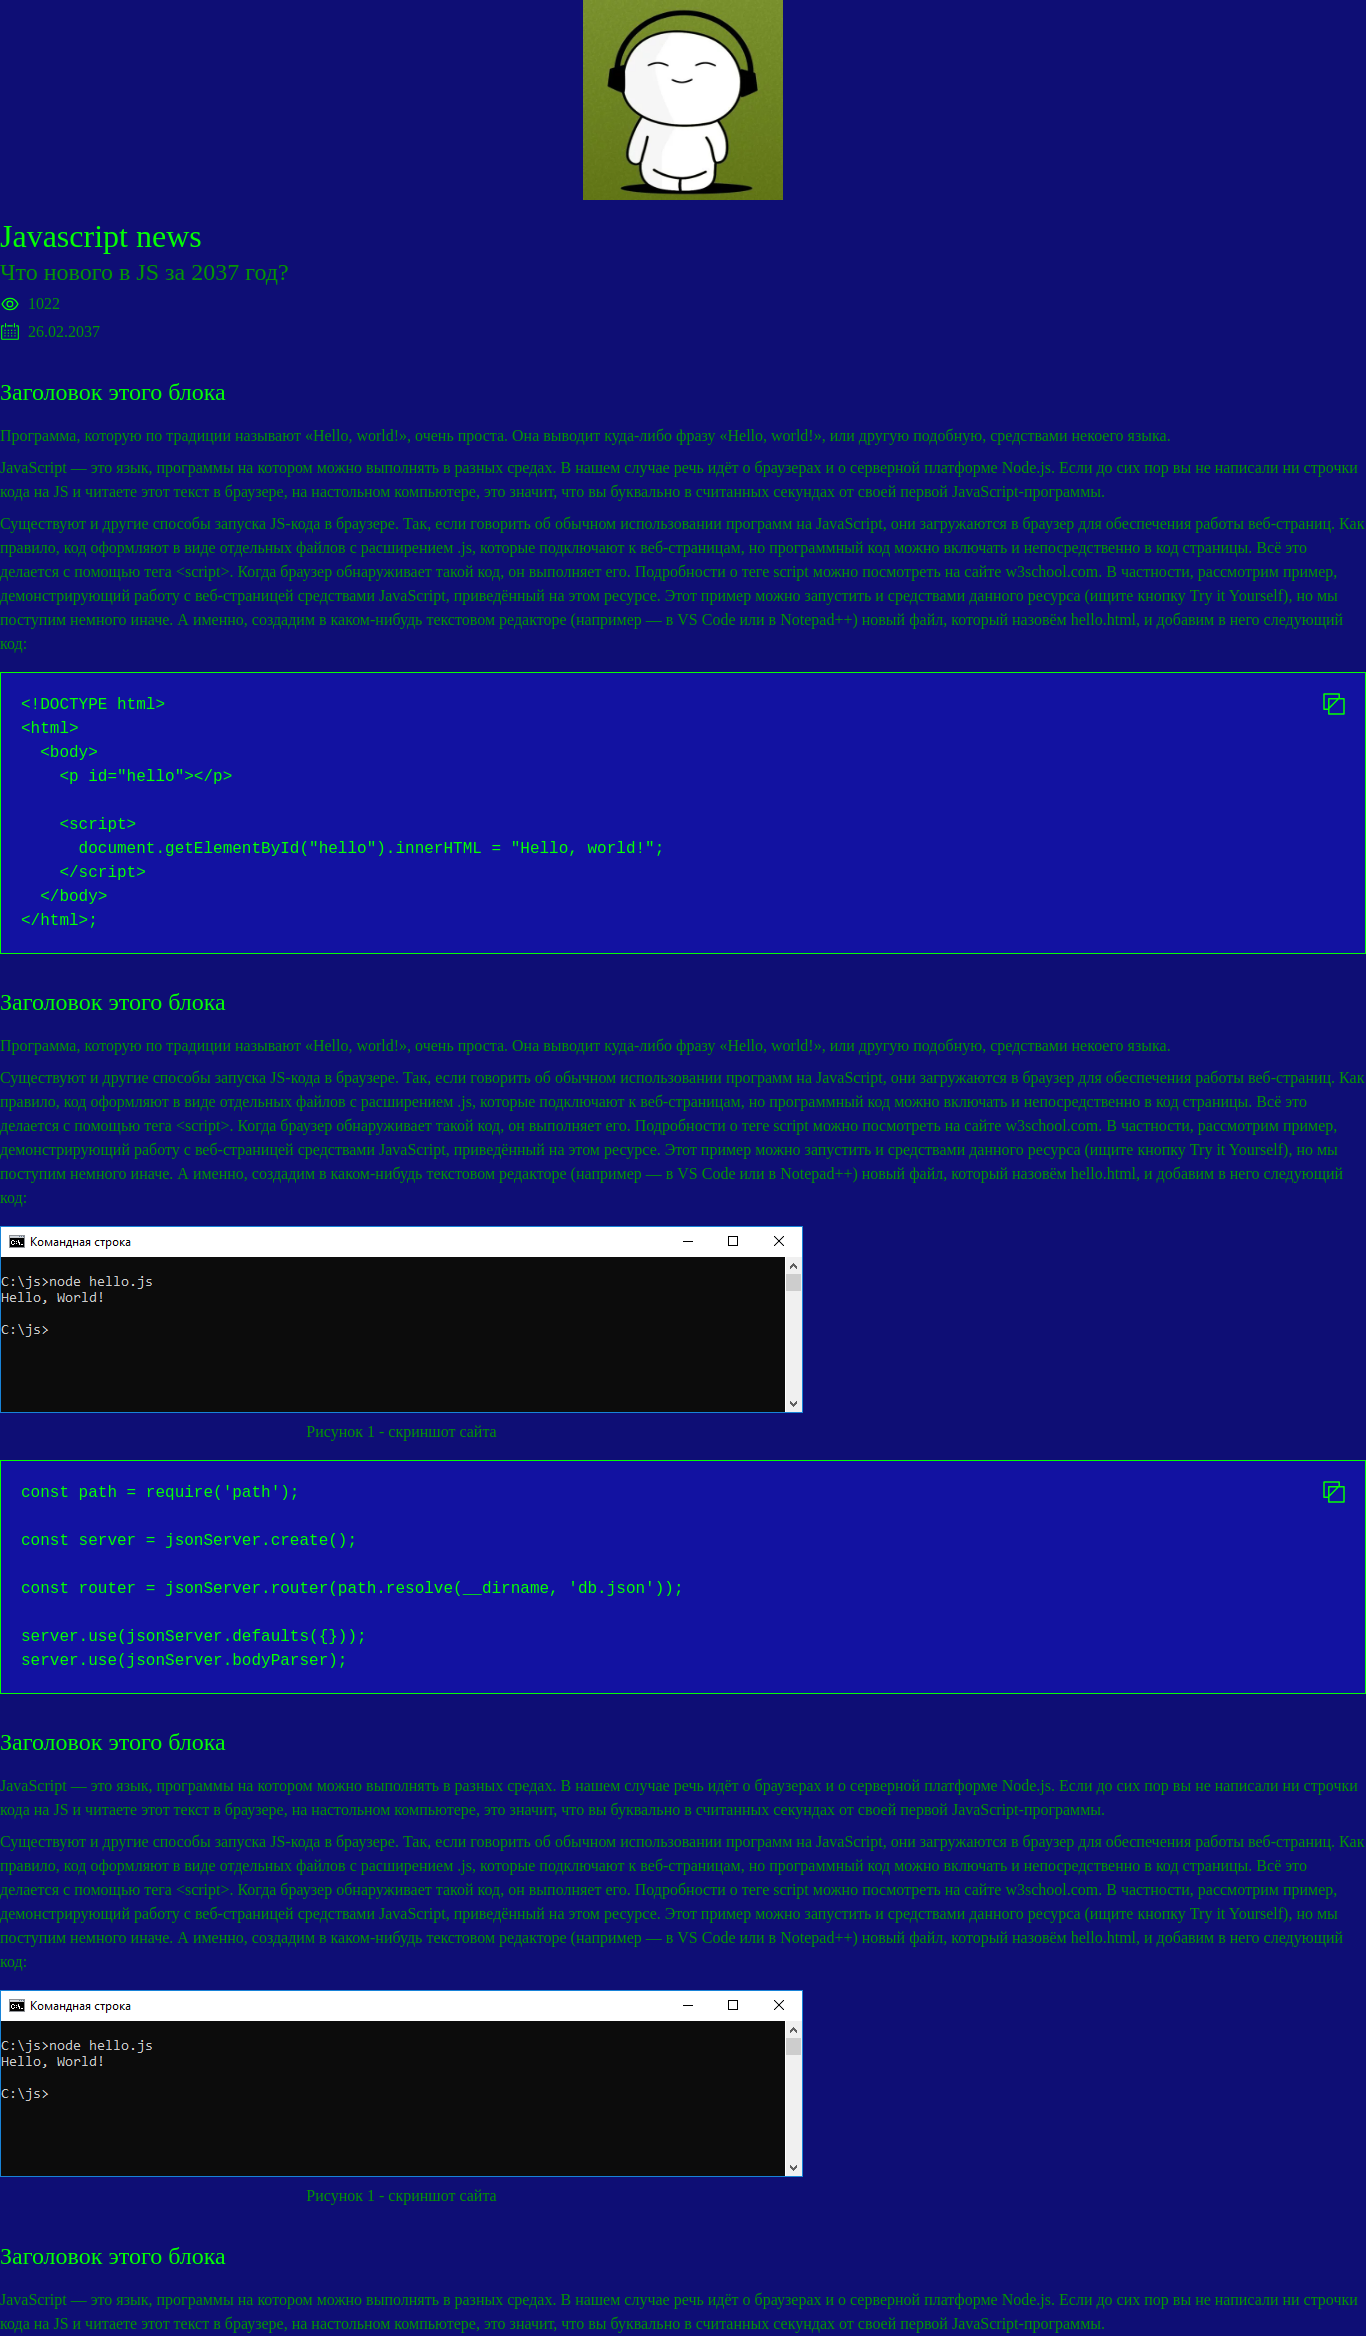 Javascript news
Что нового в JS за 2037 год?
1022
26.02.2037
Заголовок этого блока
Программа, которую по традиции называют «Hello, world!», очень проста. Она выводит куда-либо фразу «Hello, world!», или другую подобную, средствами некоего языка.
JavaScript — это язык, программы на котором можно выполнять в разных средах. В нашем случае речь идёт о браузерах и о серверной платформе Node.js. Если до сих пор вы не написали ни строчки
кода на JS и читаете этот текст в браузере, на настольном компьютере, это значит, что вы буквально в считанных секундах от своей первой JavaScript-программы.
Существуют и другие способы запуска JS-кода в браузере. Так, если говорить об обычном использовании программ на JavaScript, они загружаются в браузер для обеспечения работы веб-страниц. Как
правило, код оформляют в виде отдельных файлов с расширением .js, которые подключают к веб-страницам, но программный код можно включать и непосредственно в код страницы. Всё это
делается с помощью тега <script>. Когда браузер обнаруживает такой код, он выполняет его. Подробности о теге script можно посмотреть на сайте w3school.com. В частности, рассмотрим пример,
демонстрирующий работу с веб-страницей средствами JavaScript, приведённый на этом ресурсе. Этот пример можно запустить и средствами данного ресурса (ищите кнопку Try it Yourself), но мы
поступим немного иначе. А именно, создадим в каком-нибудь текстовом редакторе (например — в VS Code или в Notepad++) новый файл, который назовём hello.html, и добавим в него следующий
код:
<!DOCTYPE html>
<html>
  <body>
    <p id="hello"></p>

    <script>
      document.getElementById("hello").innerHTML = "Hello, world!";
    </script>
  </body>
</html>;
Заголовок этого блока
Программа, которую по традиции называют «Hello, world!», очень проста. Она выводит куда-либо фразу «Hello, world!», или другую подобную, средствами некоего языка.
Существуют и другие способы запуска JS-кода в браузере. Так, если говорить об обычном использовании программ на JavaScript, они загружаются в браузер для обеспечения работы веб-страниц. Как
правило, код оформляют в виде отдельных файлов с расширением .js, которые подключают к веб-страницам, но программный код можно включать и непосредственно в код страницы. Всё это
делается с помощью тега <script>. Когда браузер обнаруживает такой код, он выполняет его. Подробности о теге script можно посмотреть на сайте w3school.com. В частности, рассмотрим пример,
демонстрирующий работу с веб-страницей средствами JavaScript, приведённый на этом ресурсе. Этот пример можно запустить и средствами данного ресурса (ищите кнопку Try it Yourself), но мы
поступим немного иначе. А именно, создадим в каком-нибудь текстовом редакторе (например — в VS Code или в Notepad++) новый файл, который назовём hello.html, и добавим в него следующий
код:
Командная строка
C:\js>node hello.js
Hello, World!
C:\js>
Рисунок 1 - скриншот сайта
const path = require('path');

const server = jsonServer.create();

const router = jsonServer.router(path.resolve(__dirname, 'db.json'));

server.use(jsonServer.defaults({}));
server.use(jsonServer.bodyParser);
Заголовок этого блока
JavaScript — это язык, программы на котором можно выполнять в разных средах. В нашем случае речь идёт о браузерах и о серверной платформе Node.js. Если до сих пор вы не написали ни строчки
кода на JS и читаете этот текст в браузере, на настольном компьютере, это значит, что вы буквально в считанных секундах от своей первой JavaScript-программы.
Существуют и другие способы запуска JS-кода в браузере. Так, если говорить об обычном использовании программ на JavaScript, они загружаются в браузер для обеспечения работы веб-страниц. Как
правило, код оформляют в виде отдельных файлов с расширением .js, которые подключают к веб-страницам, но программный код можно включать и непосредственно в код страницы. Всё это
делается с помощью тега <script>. Когда браузер обнаруживает такой код, он выполняет его. Подробности о теге script можно посмотреть на сайте w3school.com. В частности, рассмотрим пример,
демонстрирующий работу с веб-страницей средствами JavaScript, приведённый на этом ресурсе. Этот пример можно запустить и средствами данного ресурса (ищите кнопку Try it Yourself), но мы
поступим немного иначе. А именно, создадим в каком-нибудь текстовом редакторе (например — в VS Code или в Notepad++) новый файл, который назовём hello.html, и добавим в него следующий
код:
Командная строка
C:\js>node hello.js
Hello, World!
C:\js>
Рисунок 1 - скриншот сайта
Заголовок этого блока
JavaScript — это язык, программы на котором можно выполнять в разных средах. В нашем случае речь идёт о браузерах и о серверной платформе Node.js. Если до сих пор вы не написали ни строчки
кода на JS и читаете этот текст в браузере, на настольном компьютере, это значит, что вы буквально в считанных секундах от своей первой JavaScript-программы.